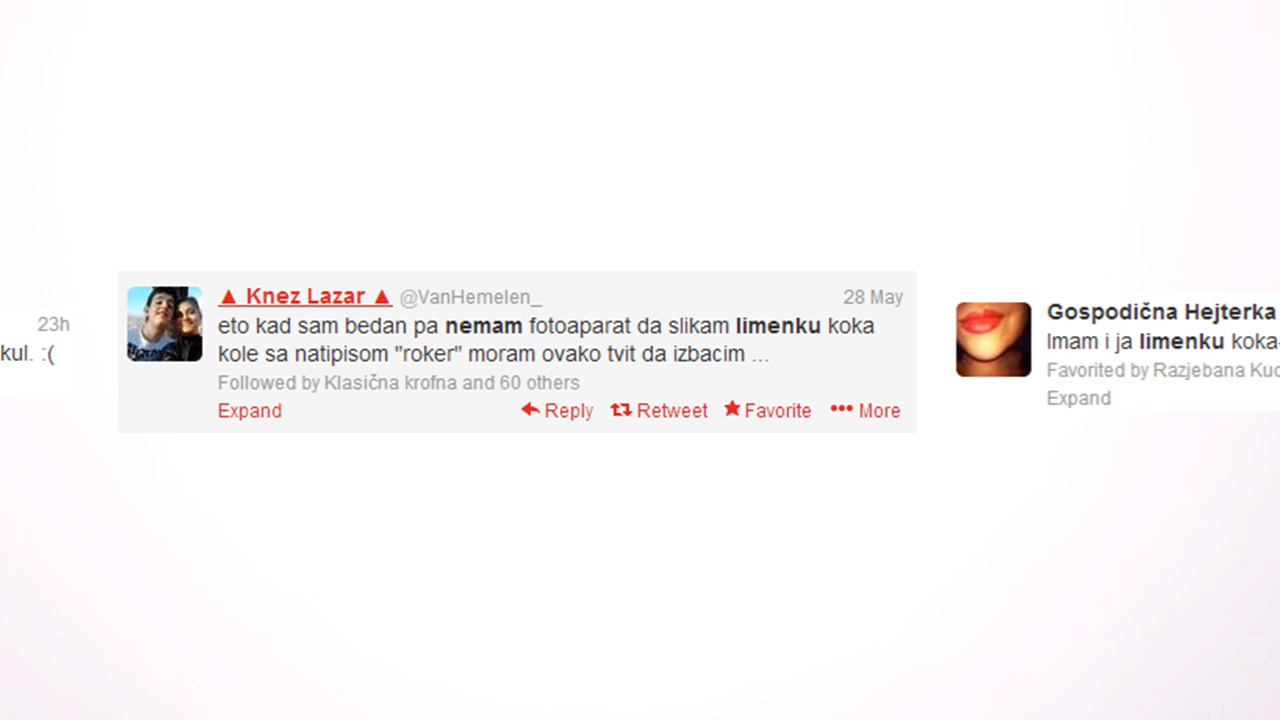 23h
kul. :(
▲ Knez Lazar ▲ @VanHemelen_ 28 May
eto kad sam bedan pa nemam fotoaparat da slikam limenku koka
kole sa natipisom "roker" moram ovako tvit da izbacim ...
Followed by Klasična krofna and 60 others
Expand Reply Retweet Favorite More
Gospodična Hejterka
Imam i ja limenku koka-
Favorited by Razjebana Kuc
Expand